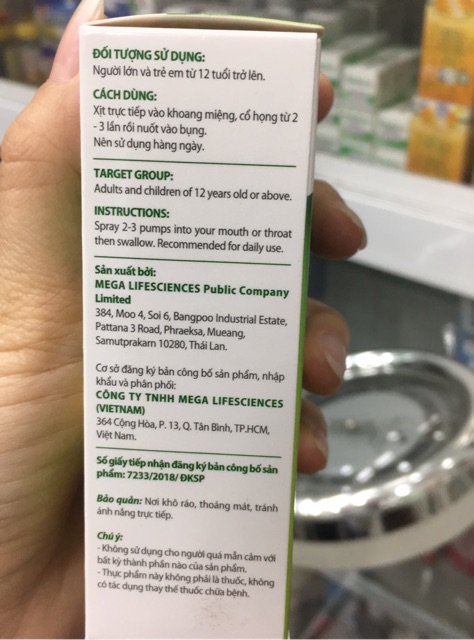 ĐỐI TƯỢNG SỬ DỤNG:
Người lớn và trẻ em từ 12 tuổi trở lên.
CÁCH DÙNG:
Xịt trực tiếp vào khoang miệng, cổ họng từ 2
- 3 lần rồi nuốt vào bụng.
Nên sử dụng hàng ngày.
TARGET GROUP:
Adults and children of 12 years old or above.
INSTRUCTIONS:
Spray 2-3 pumps into your mouth or throat
then swallow. Recommended for daily use.
Sản xuất bởi:
MEGA LIFESCIENCES Public Company
Limited
384, Moo 4, Soi 6, Bangpoo Industrial Estate,
Pattana 3 Road, Phraeksa, Mueang,
Samutprakarn 10280, Thái Lan.
Cơ sở đăng ký bản công bố sản phẩm, nhập
khẩu và phân phối:
CÔNG TY TNHH MEGA LIFESCIENCES
(VIETNAM)
364 Cộng Hòa, P. 13, Q. Tân Bình, TP.HCM,
Việt Nam.
Số giấy tiếp nhận đăng ký bản công bố sản
phẩm: 7233/2018/ĐKSP
Bảo quản: Nơi khô ráo, thoáng mát, tránh
ánh nắng trực tiếp.
Chú ý:
- Không sử dụng cho người quá mẫn cảm với
bất kỳ thành phần nào của sản phẩm.
- Thực phẩm này không phải là thuốc, không
có tác dụng thay thế thuốc chữa bệnh.